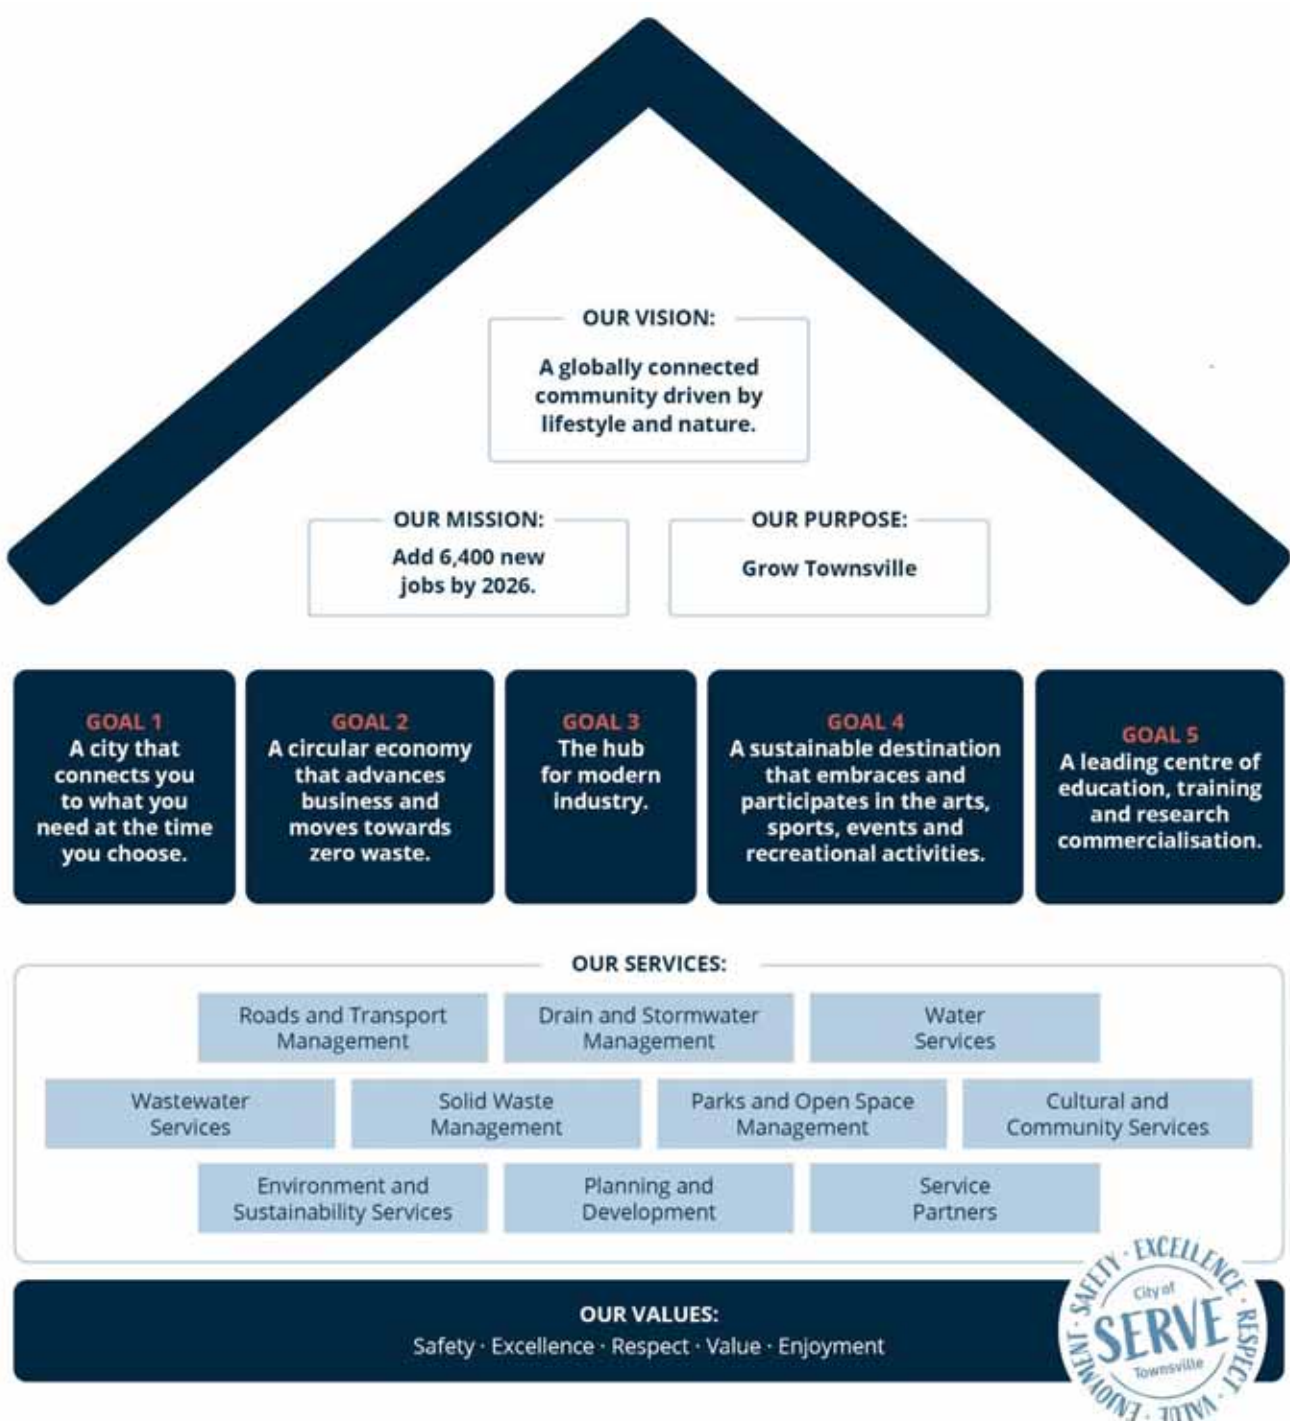 OUR VISION:
A globally connected
community driven by
lifestyle and nature.
OUR MISSION:
Add 6,400 new
jobs by 2026.
OUR PURPOSE:
Grow Townsville
GOAL 1
A city that
connects you
to what you
need at the time
you choose.
GOAL 2
A circular economy
that advances
business and
moves towards
zero waste.
GOAL 3
The hub
for modern
industry.
GOAL 4
A sustainable destination
that embraces and
participates in the arts,
sports, events and
recreational activities.
GOAL 5
A leading centre of
education, training
and research
commercialisation.
OUR SERVICES:
Roads and Transport
Management
Drain and Stormwater
Management
Water
Services
Wastewater
Services
Solid Waste
Management
Parks and Open Space
Management
Cultural and
Community Services
Environment and
Sustainability Services
Planning and
Development
Service
Partners
OUR VALUES:
Safety · Excellence · Respect · Value · Enjoyment
SAFETY · EXCELLENCE · RESPECT · VALUE · ENJOYMENT ·
City of
SERVE
Townsville